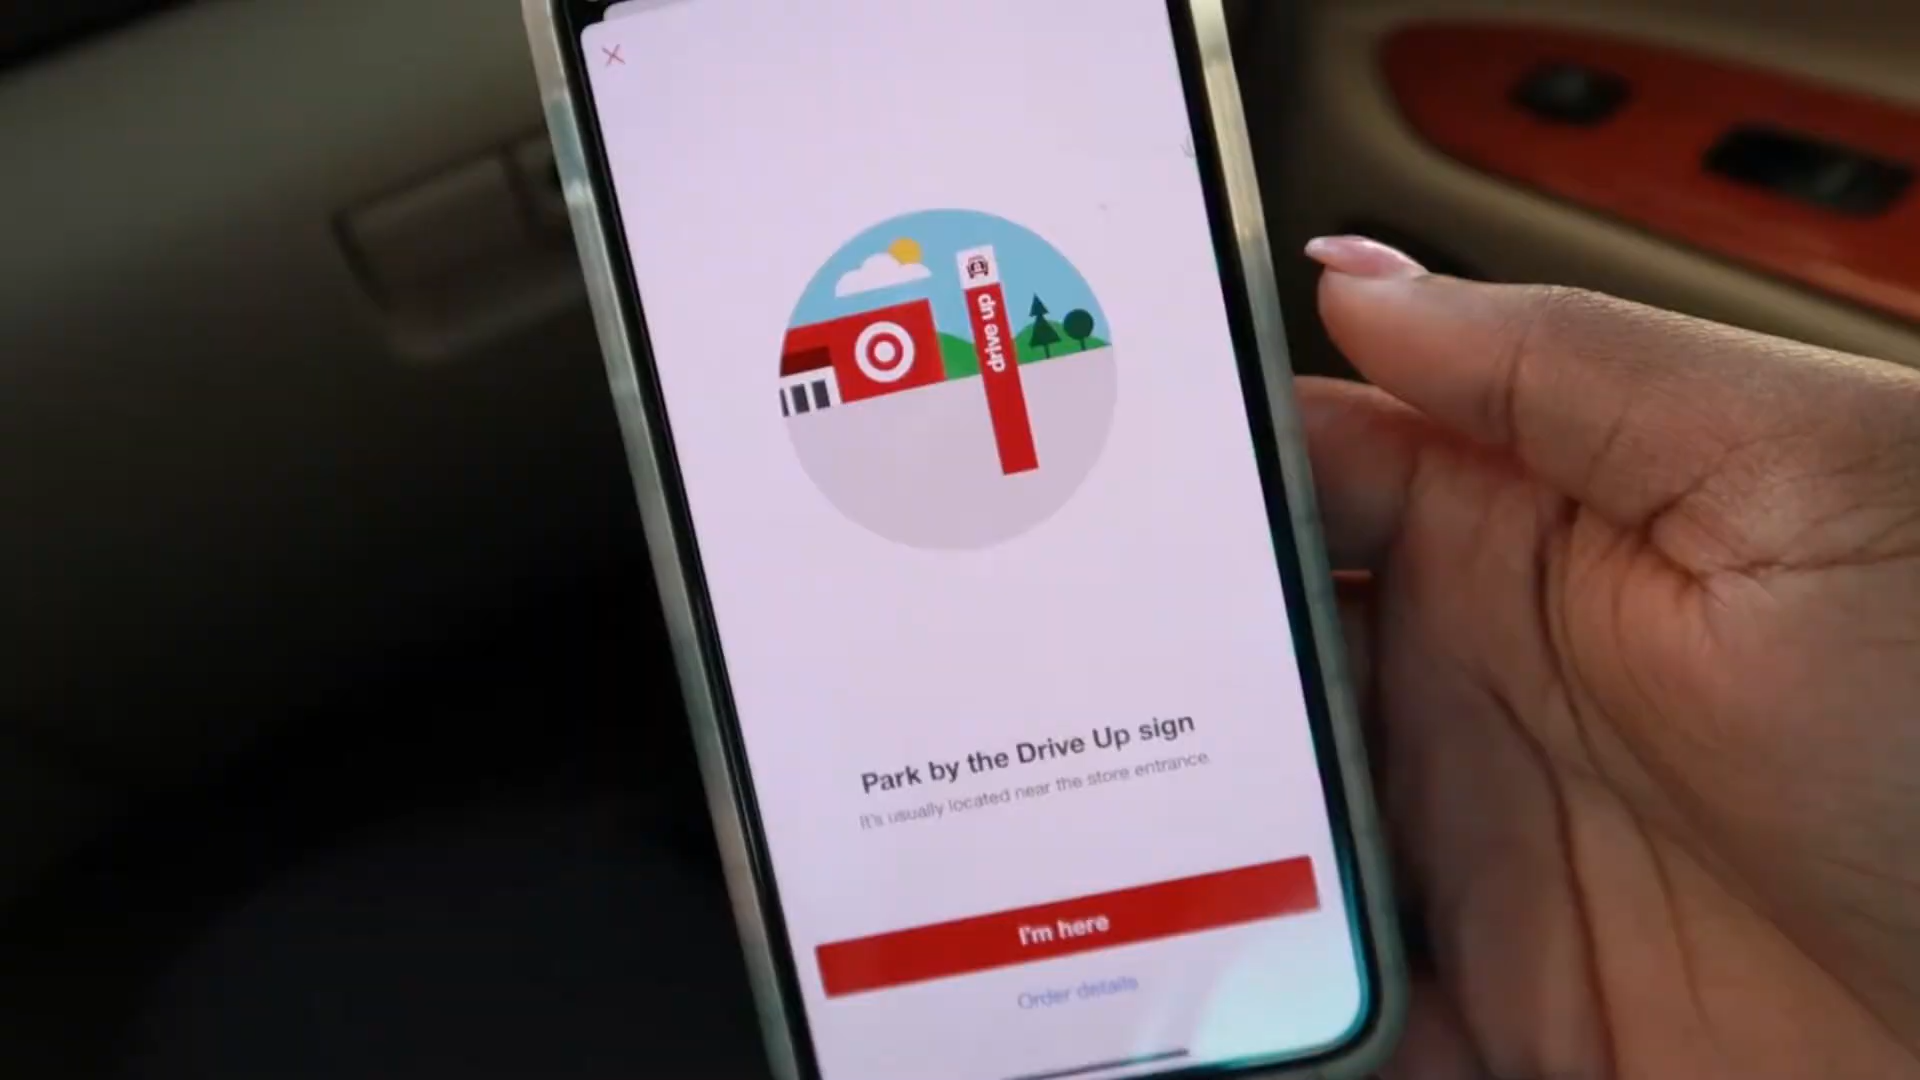 drive up
Park by the Drive Up sign
It's usually located near the store entrance.
I'm here
Order details